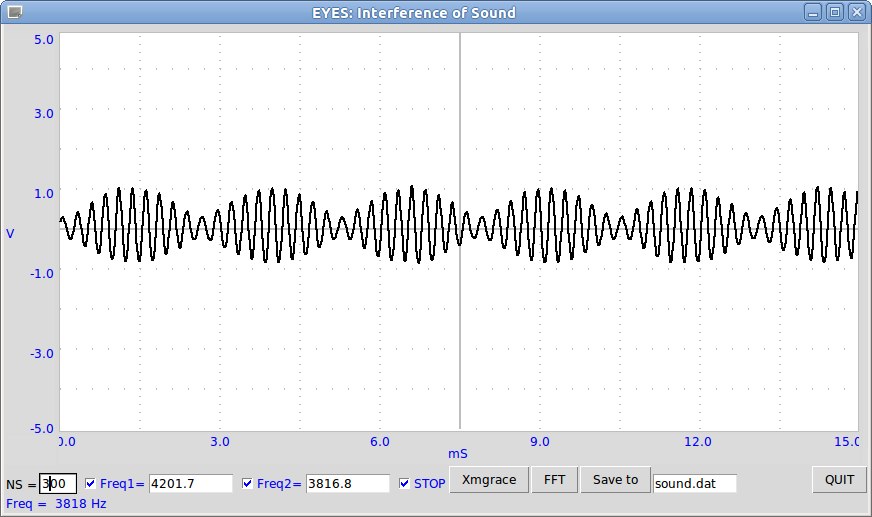 EYES: Interference of Sound
5.0
3.0
1.0
V
-1.0
-3.0
-5.0
0.0 3.0 6.0 9.0 12.0 15.0
mS
NS = 300 Freq1= 4201.7 Freq2= 3816.8 STOP Xmgrace FFT Save to sound.dat QUIT
Freq = 3818 Hz